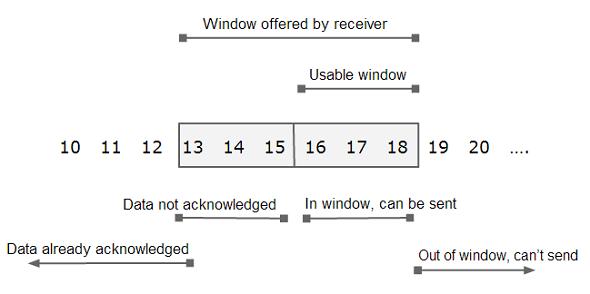 Window offered by receiver
Usable window
10 11 12 13 14 15 16 17 18 19 20 ....
Data not acknowledged In window, can be sent
Data already acknowledged Out of window, can't send